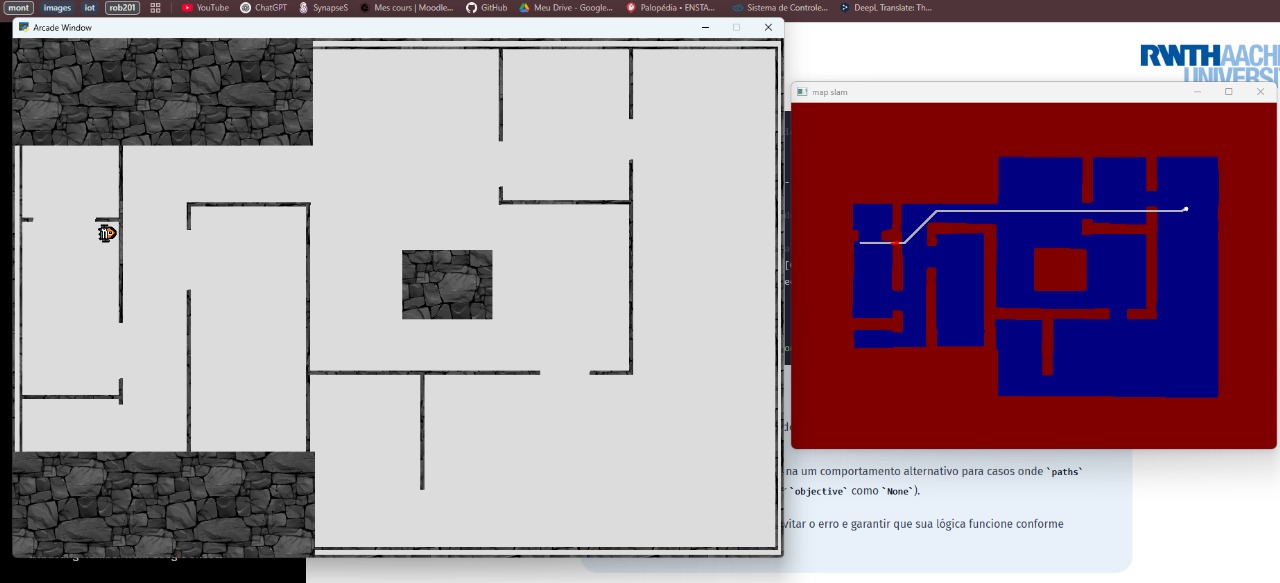 mont images iot rob201 YouTube ChatGPT SynapseS Mes cours | Moodle... GitHub Meu Drive - Google... Palopédia • ENSTA... Sistema de Controle... DeepL Translate: Th...
Arcade Window
RWTHAACHE
UNIVERSI
map slam
na um comportamento alternativo para casos onde `paths`
`objective` como `None`).
vitar o erro e garantir que sua lógica funcione conforme